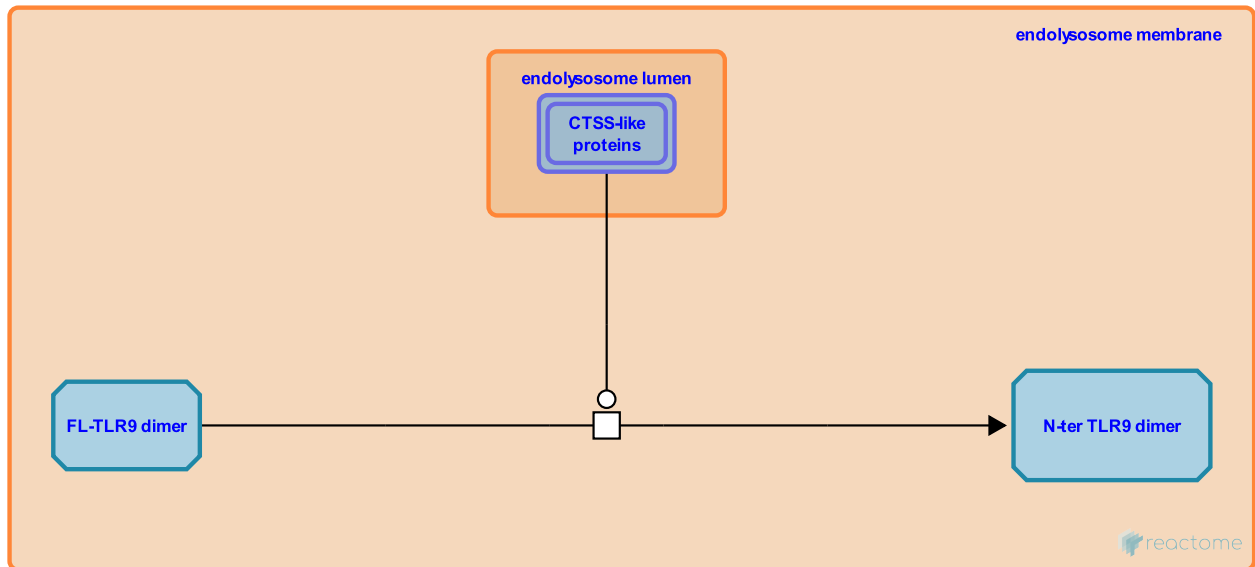 endolysosome membrane
endolysosome lumen
CTSS-like
proteins
FL-TLR9 dimer
N-ter TLR9 dimer
reactome